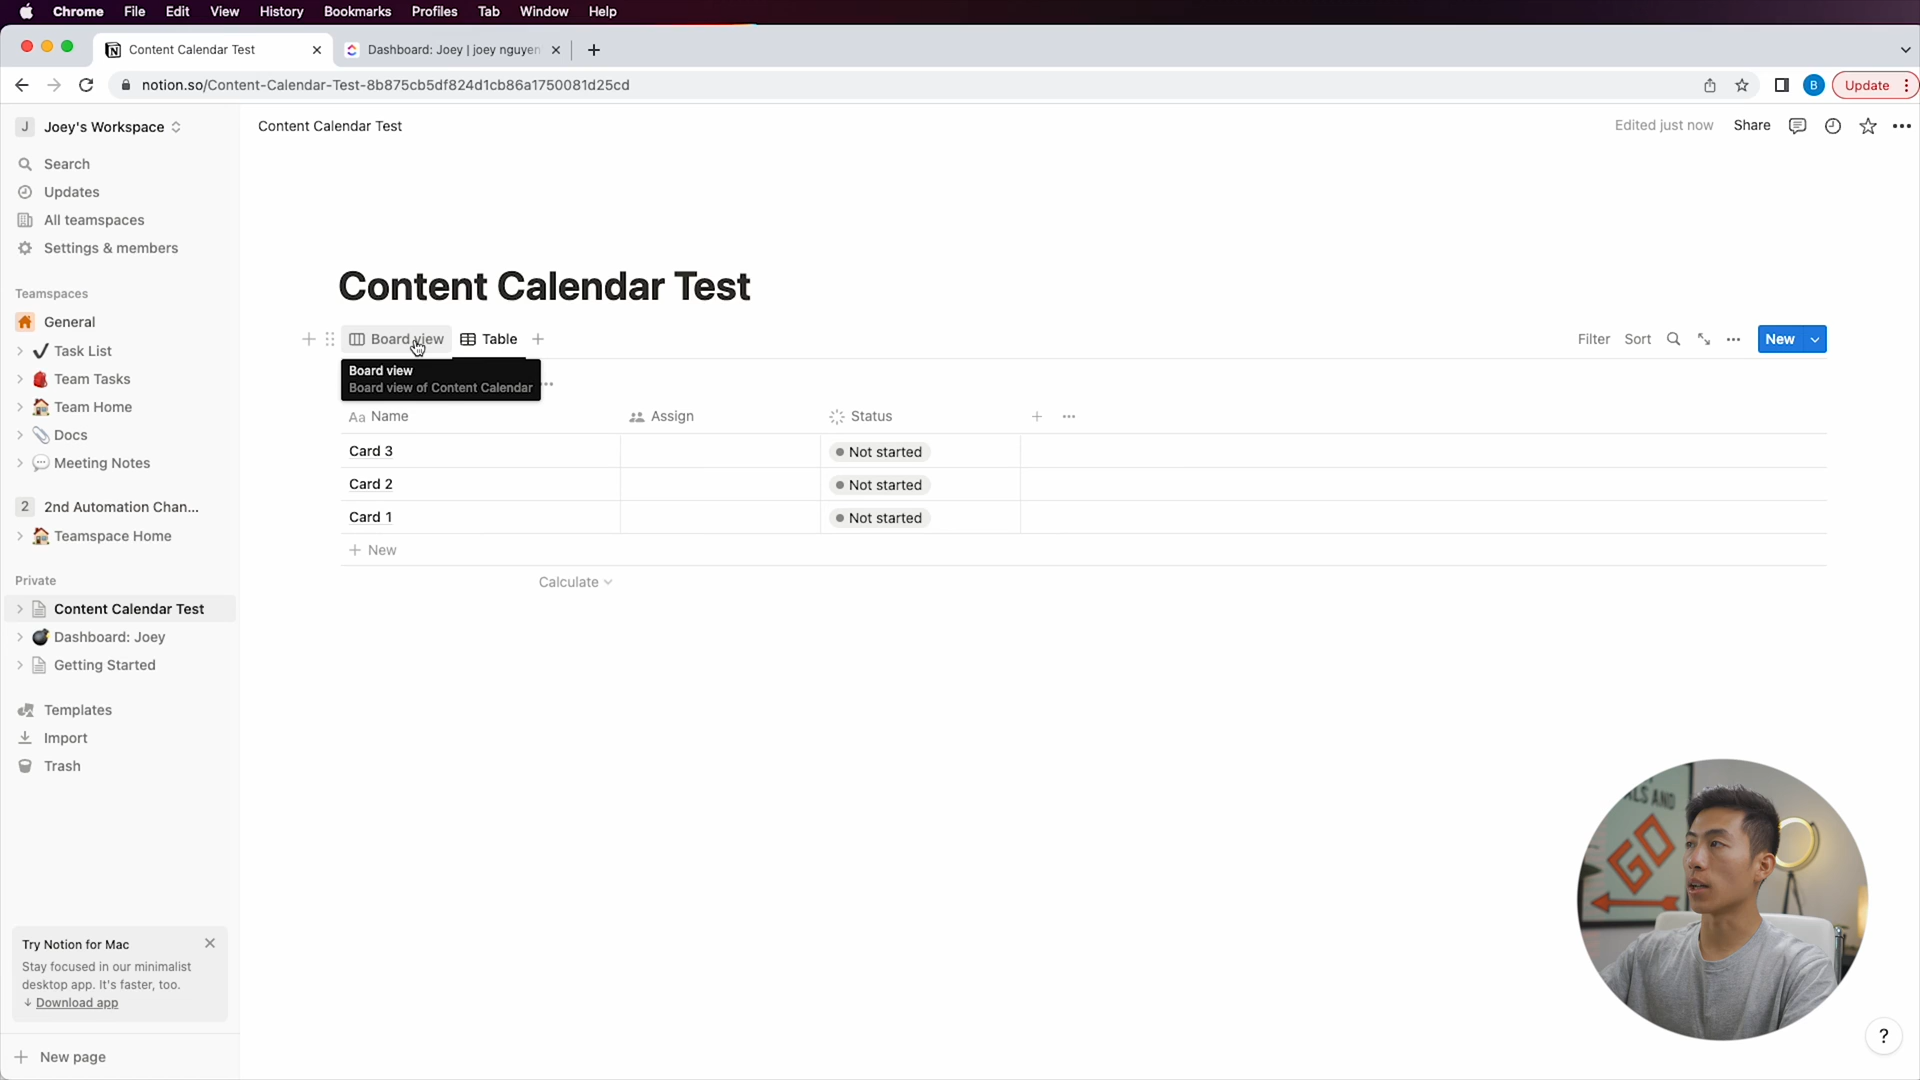 Chrome File Edit View History Bookmarks Profiles Tab Window Help
Content Calendar Test
Dashboard: Joey | joey nguyen
notion.so/Content-Calendar-Test-8b875cb5df824d1cb86a1750081d25cd
B
Update
J Joey's Workspace
Content Calendar Test
Edited just now
Share
Search
Updates
All teamspaces
Settings & members
Teamspaces
General
Task List
Team Tasks
Team Home
Docs
Meeting Notes
2 2nd Automation Chan...
Teamspace Home
Private
Content Calendar Test
Dashboard: Joey
Getting Started
Templates
Import
Trash
Try Notion for Mac
Stay focused in our minimalist
desktop app. It's faster, too.
↓ Download app
+ New page
Content Calendar Test
Board view
Table
Filter Sort
New
Board view
Board view of Content Calendar
Aa Name
Assign
Status
Card 3
Not started
Card 2
Not started
Card 1
Not started
+ New
Calculate
GO
?